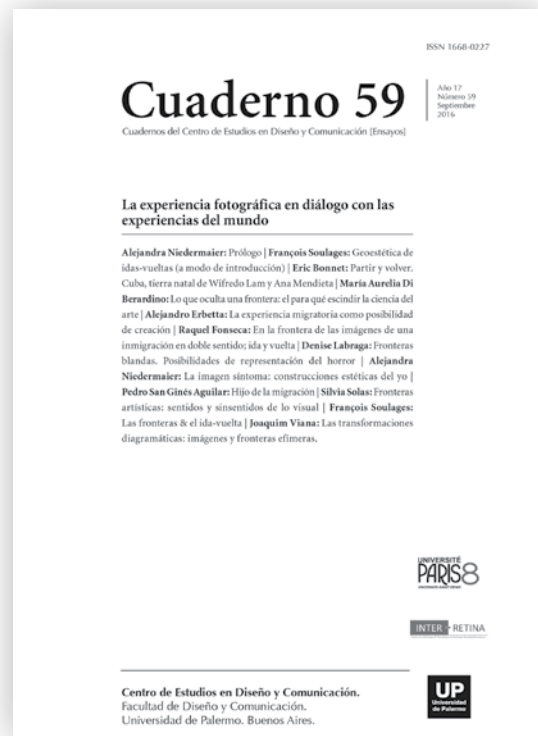 ISSN 1668-0227
Cuaderno 59
Año 17
Número 59
Septiembre
2016
Cuadernos del Centro de Estudios en Diseño y Comunicación [Ensayos]
La experiencia fotográfica en diálogo con las
experiencias del mundo
Alejandra Niedermaier: Prólogo | François Soulages: Geoestética de
idas-vueltas (a modo de introducción) | Eric Bonnet: Partir y volver.
Cuba, tierra natal de Wifredo Lam y Ana Mendieta | María Aurelia Di
Berardino: Lo que oculta una frontera: el para qué escindir la ciencia del
arte | Alejandro Erbetta: La experiencia migratoria como posibilidad
de creación | Raquel Fonseca: En la frontera de las imágenes de una
inmigración en doble sentido; ida y vuelta | Denise Labraga: Fronteras
blandas. Posibilidades de representación del horror | Alejandra
Niedermaier: La imagen síntoma: construcciones estéticas del yo |
Pedro San Ginés Aguilar: Hijo de la migración | Silvia Solas: Fronteras
artísticas: sentidos y sinsentidos de lo visual | François Soulages:
Las fronteras & el ida-vuelta | Joaquim Viana: Las transformaciones
diagramáticas: imágenes y fronteras efímeras.
UNIVERSITÉ
PARIS8
INTER RETINA
Centro de Estudios en Diseño y Comunicación.
Facultad de Diseño y Comunicación.
Universidad de Palermo. Buenos Aires.
UP
Universidad
de Palermo